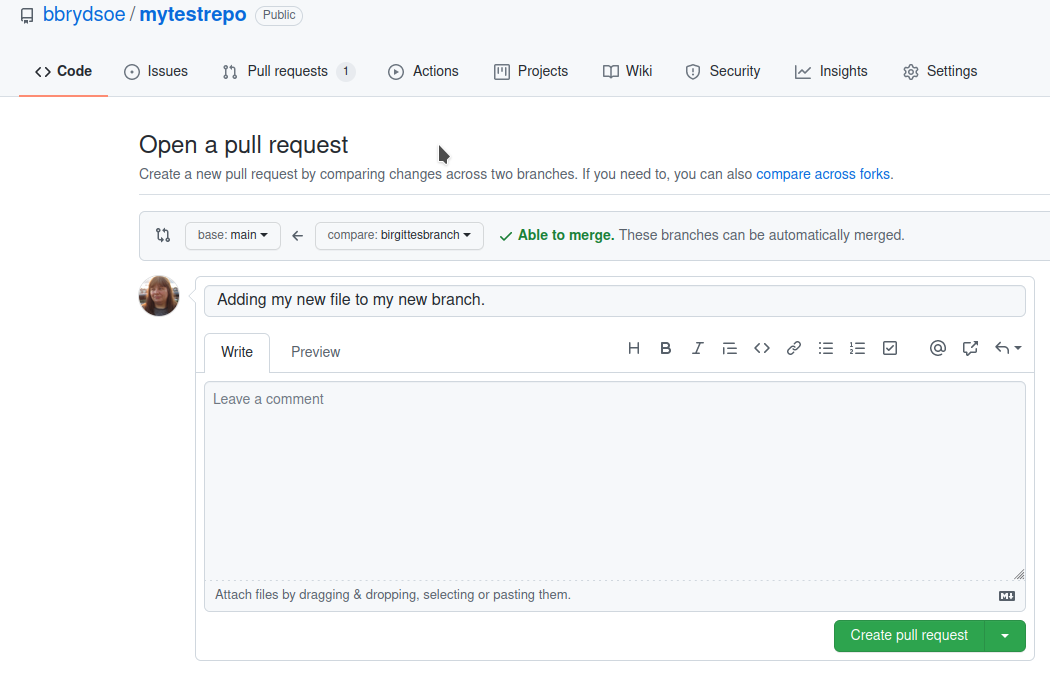 bbrydsoe / mytestrepo Public
Code Issues Pull requests 1 Actions Projects Wiki Security Insights Settings
Open a pull request
Create a new pull request by comparing changes across two branches. If you need to, you can also compare across forks.
base: main compare: birgittesbranch Able to merge. These branches can be automatically merged.
Adding my new file to my new branch.
Write Preview
Leave a comment
Attach files by dragging & dropping, selecting or pasting them.
Create pull request